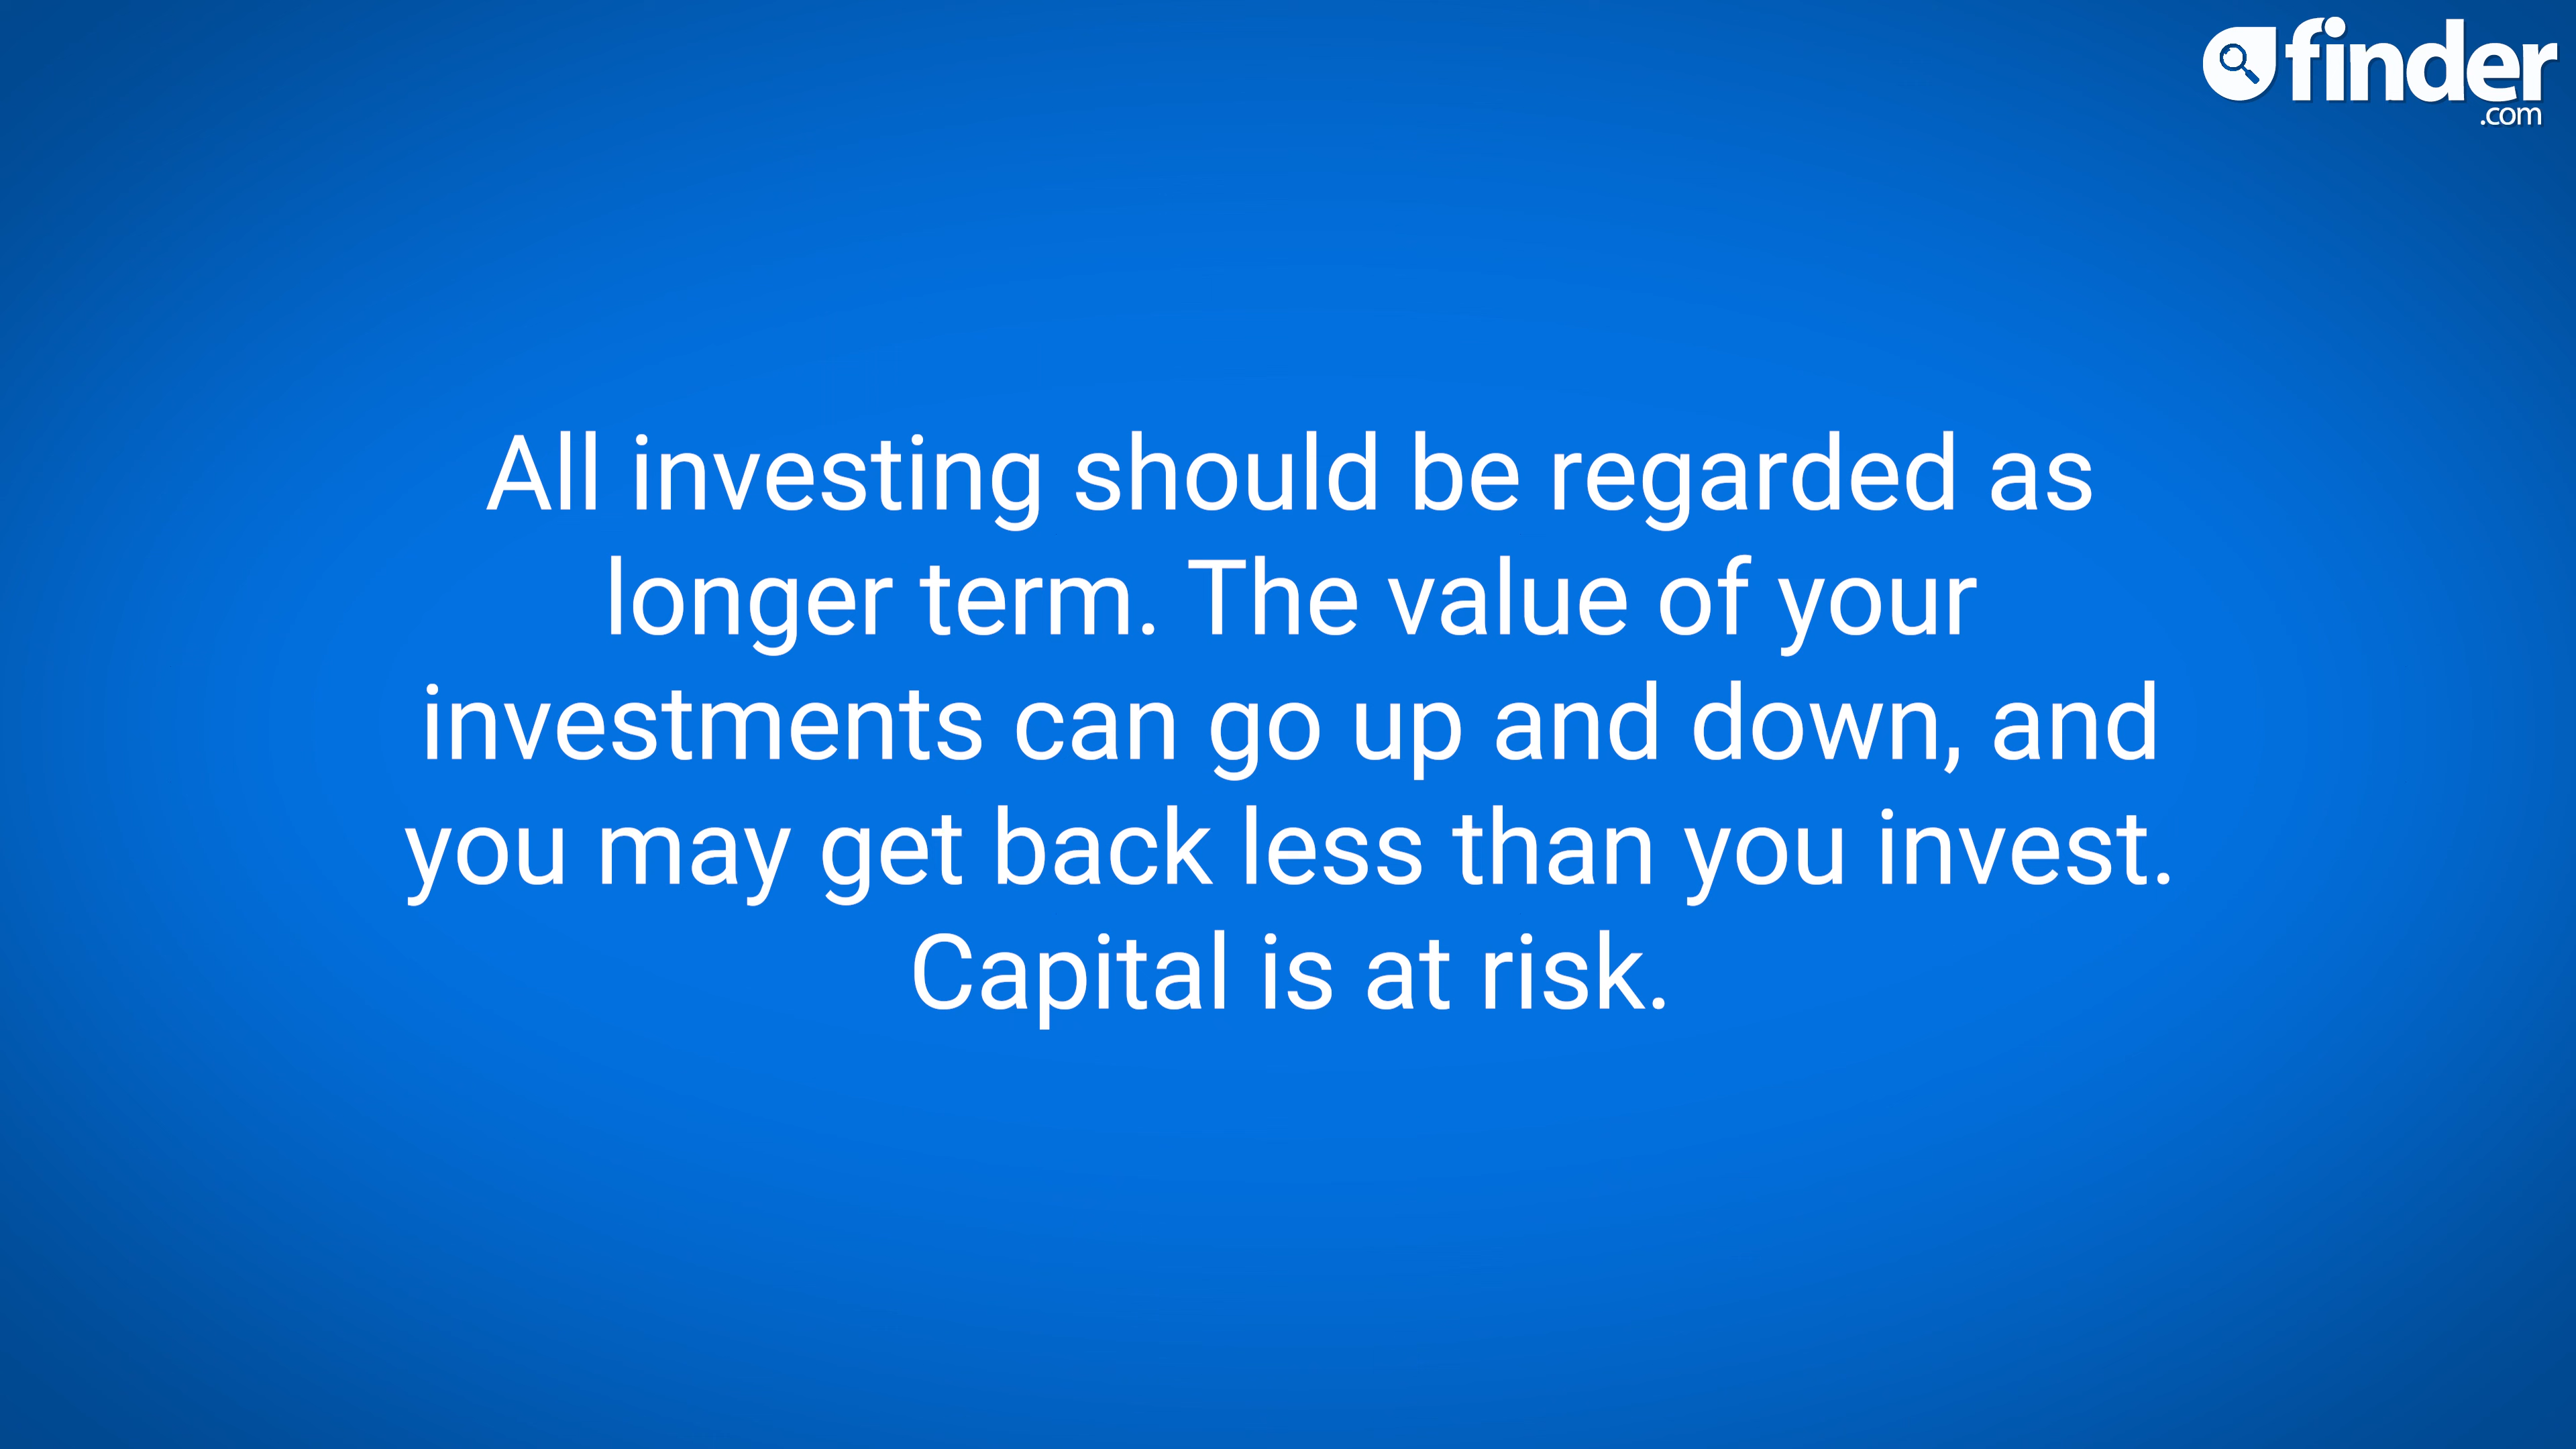 finder
.com
All investing should be regarded as
longer term. The value of your
investments can go up and down, and
you may get back less than you invest.
Capital is at risk.